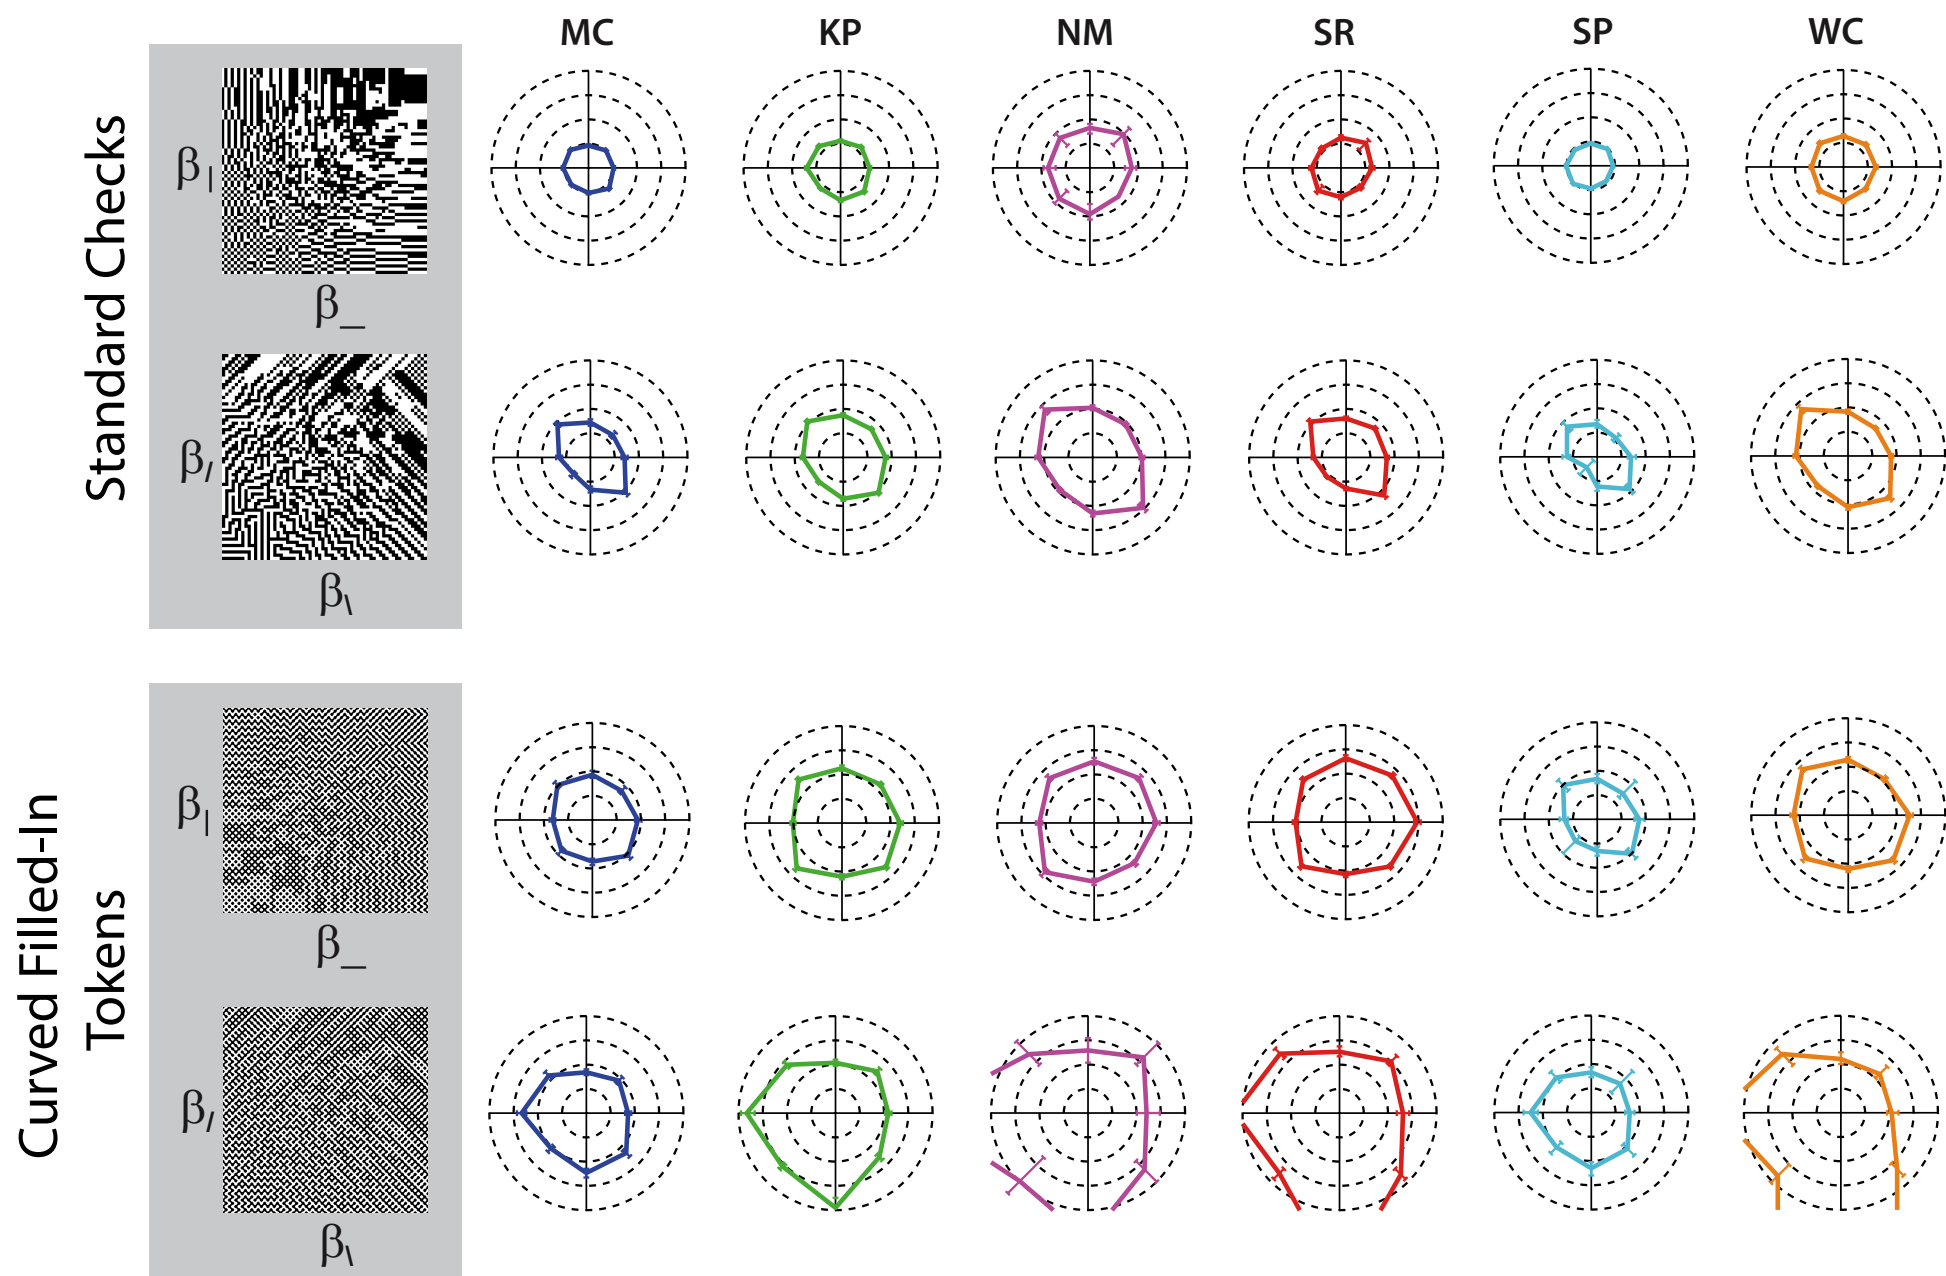 MC KP NM SR SP WC
Standard Checks
β|
β_
β/
β\
Curved Filled-In
Tokens
β|
β_
β/
β\